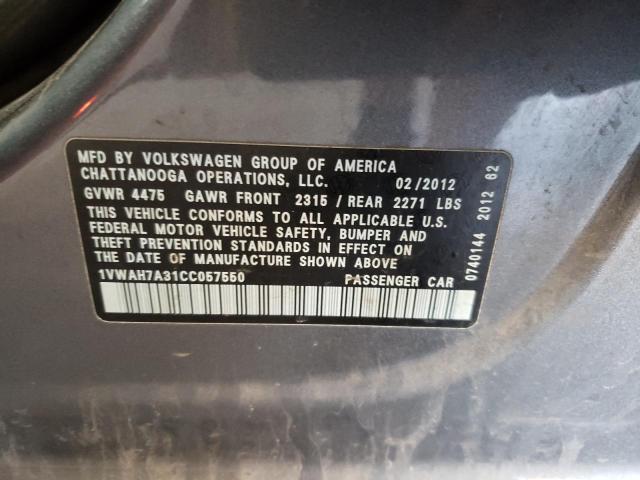 MFD BY VOLKSWAGEN GROUP OF AMERICA
CHATTANOOGA OPERATIONS, LLC. 02/2012
GVWR 4475 GAWR FRONT 2315 / REAR 2271 LBS
THIS VEHICLE CONFORMS TO ALL APPLICABLE U.S.
FEDERAL MOTOR VEHICLE SAFETY, BUMPER AND
THEFT PREVENTION STANDARDS IN EFFECT ON
THE DATE OF MANUFACTURE SHOWN ABOVE
1VWAH7A31CC057550 PASSENGER CAR
0740144 2012 62